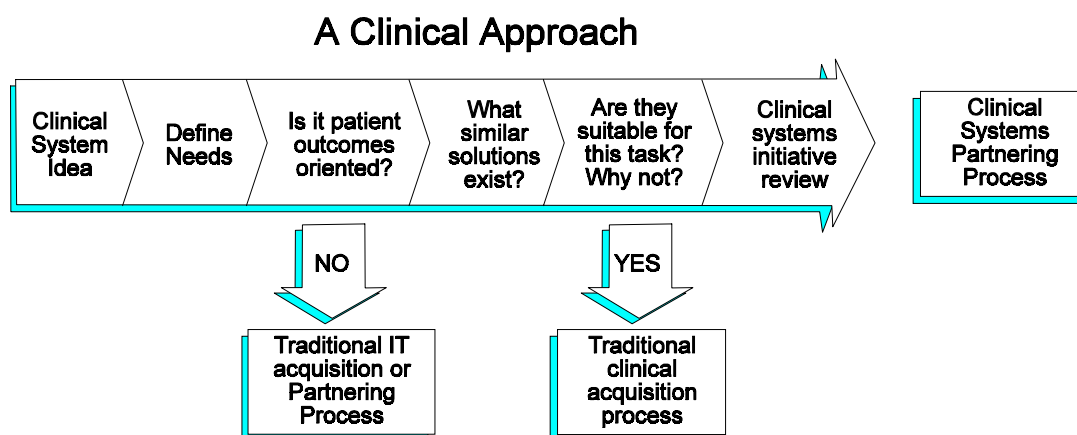 A Clinical Approach
Clinical
System
Idea
Define
Needs
Is it patient
outcomes
oriented?
What
similar
solutions
exist?
Are they
suitable for
this task?
Why not?
Clinical
systems
initiative
review
Clinical
Systems
Partnering
Process
NO
YES
Traditional IT
acquisition or
Partnering
Process
Traditional
clinical
acquisition
process